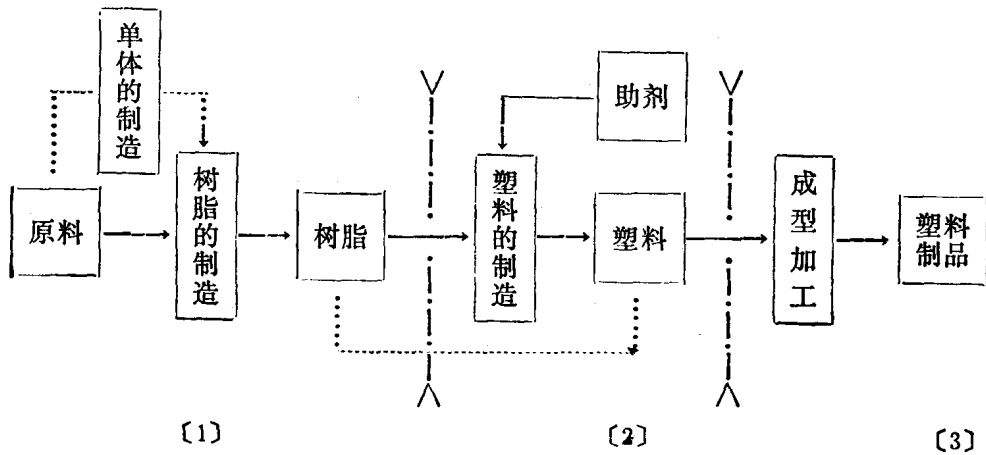 单体的制造
助剂
原料
树脂的制造
树脂
塑料的制造
塑料
成型加工
塑料
制品
〔1〕
〔2〕
〔3〕